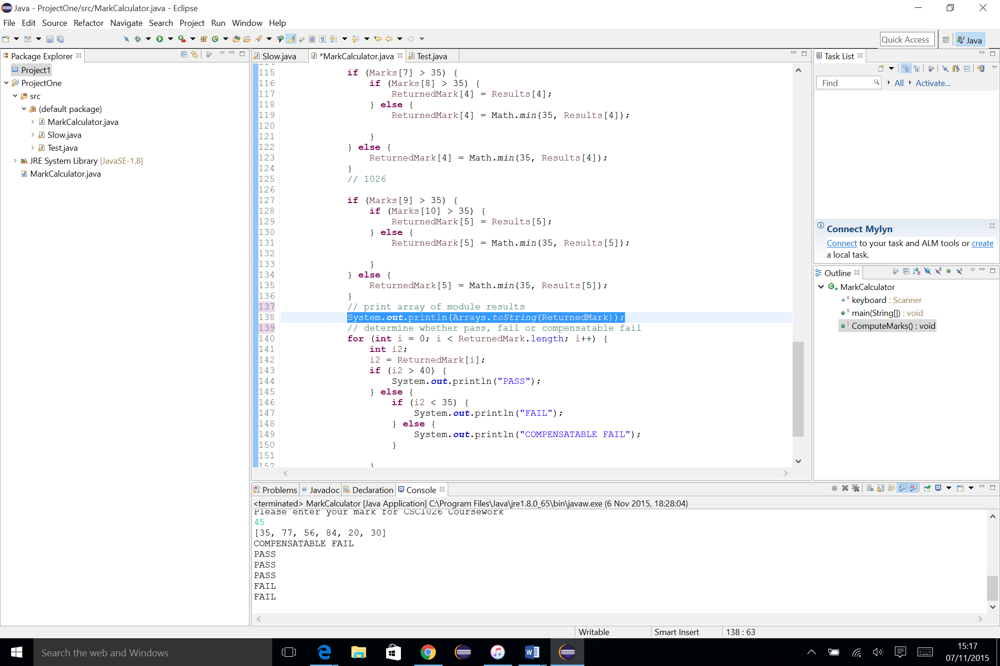 Java - ProjectOne/src/MarkCalculator.java - Eclipse
File Edit Source Refactor Navigate Search Project Run Window Help
Quick Access
Java
Package Explorer
Project1
ProjectOne
src
(default package)
MarkCalculator.java
Slow.java
Test.java
JRE System Library [JavaSE-1.8]
MarkCalculator.java
Slow.java *MarkCalculator.java Test.java
115 if (Marks[7] > 35) {
116 if (Marks[8] > 35) {
117 ReturnedMark[4] = Results[4];
118 } else {
119 ReturnedMark[4] = Math.min(35, Results[4]);
120
121 }
122 } else {
123 ReturnedMark[4] = Math.min(35, Results[4]);
124 }
125 // 1026
126
127 if (Marks[9] > 35) {
128 if (Marks[10] > 35) {
129 ReturnedMark[5] = Results[5];
130 } else {
131 ReturnedMark[5] = Math.min(35, Results[5]);
132
133 }
134 } else {
135 ReturnedMark[5] = Math.min(35, Results[5]);
136 }
137 // print array of module results
138 System.out.println(Arrays.toString(ReturnedMark));
139 // determine whether pass, fail or compensatable fail
140 for (int i = 0; i < ReturnedMark.length; i++) {
141 int i2;
142 i2 = ReturnedMark[i];
143 if (i2 > 40) {
144 System.out.println("PASS");
145 } else {
146 if (i2 < 35) {
147 System.out.println("FAIL");
148 } else {
149 System.out.println("COMPENSATABLE FAIL");
150 }
151
152 }
Task List
Find All Activate...
Connect Mylyn
Connect to your task and ALM tools or create
a local task.
Outline
MarkCalculator
keyboard : Scanner
main(String[]) : void
ComputeMarks() : void
Problems Javadoc Declaration Console
<terminated> MarkCalculator [Java Application] C:\Program Files\Java\jre1.8.0_65\bin\javaw.exe (6 Nov 2015, 18:28:04)
Please enter your mark for CSC1026 Coursework
45
[35, 77, 56, 84, 20, 30]
COMPENSATABLE FAIL
PASS
PASS
PASS
FAIL
FAIL
Writable Smart Insert 138 : 63
Search the web and Windows
15:17
07/11/2015